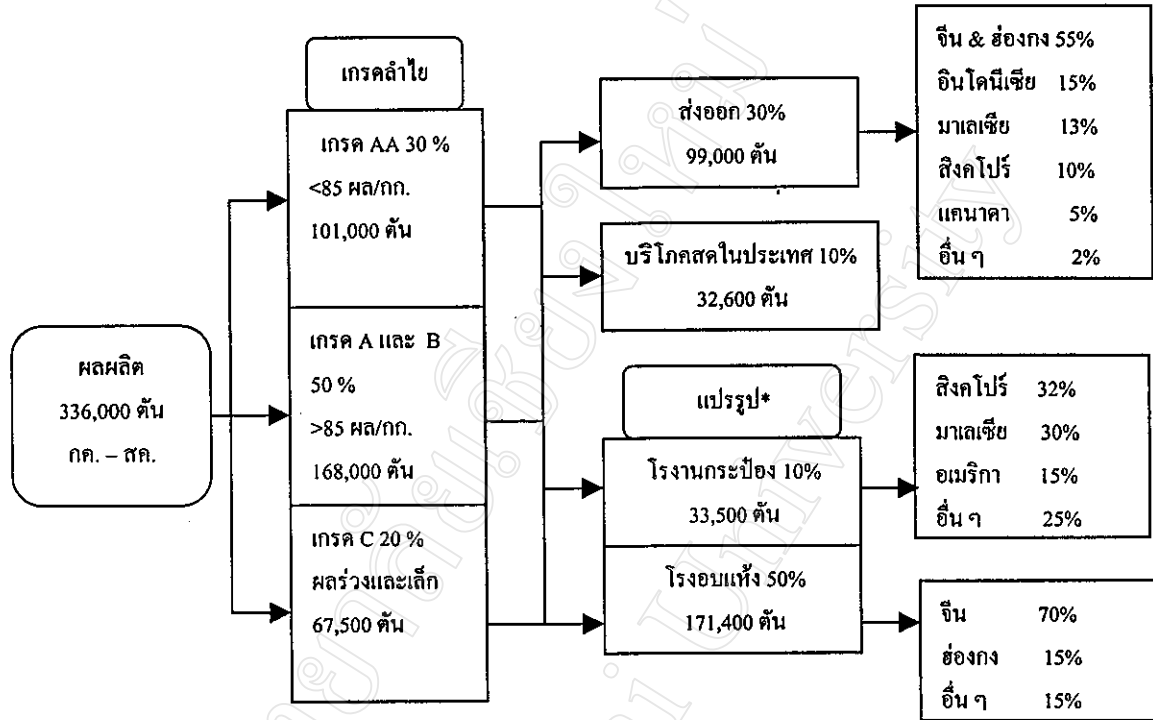 ผลผลิต
336,000 ตัน
กค. – สค.
เกรดลำไย
เกรด AA 30 %
<85 ผล/กก.
101,000 ตัน
เกรด A และ B
50 %
>85 ผล/กก.
168,000 ตัน
เกรด C 20 %
ผลร่วงและเล็ก
67,500 ตัน
ส่งออก 30%
99,000 ตัน
บริโภคสดในประเทศ 10%
32,600 ตัน
แปรรูป*
โรงานกระป๋อง 10%
33,500 ตัน
โรงอบแห้ง 50%
171,400 ตัน
จีน & ฮ่องกง 55%
อินโดนีเซีย 15%
มาเลเซีย 13%
สิงคโปร์ 10%
แคนาดา 5%
อื่น ๆ 2%
สิงคโปร์ 32%
มาเลเซีย 30%
อเมริกา 15%
อื่น ๆ 25%
จีน 70%
ฮ่องกง 15%
อื่น ๆ 15%
University